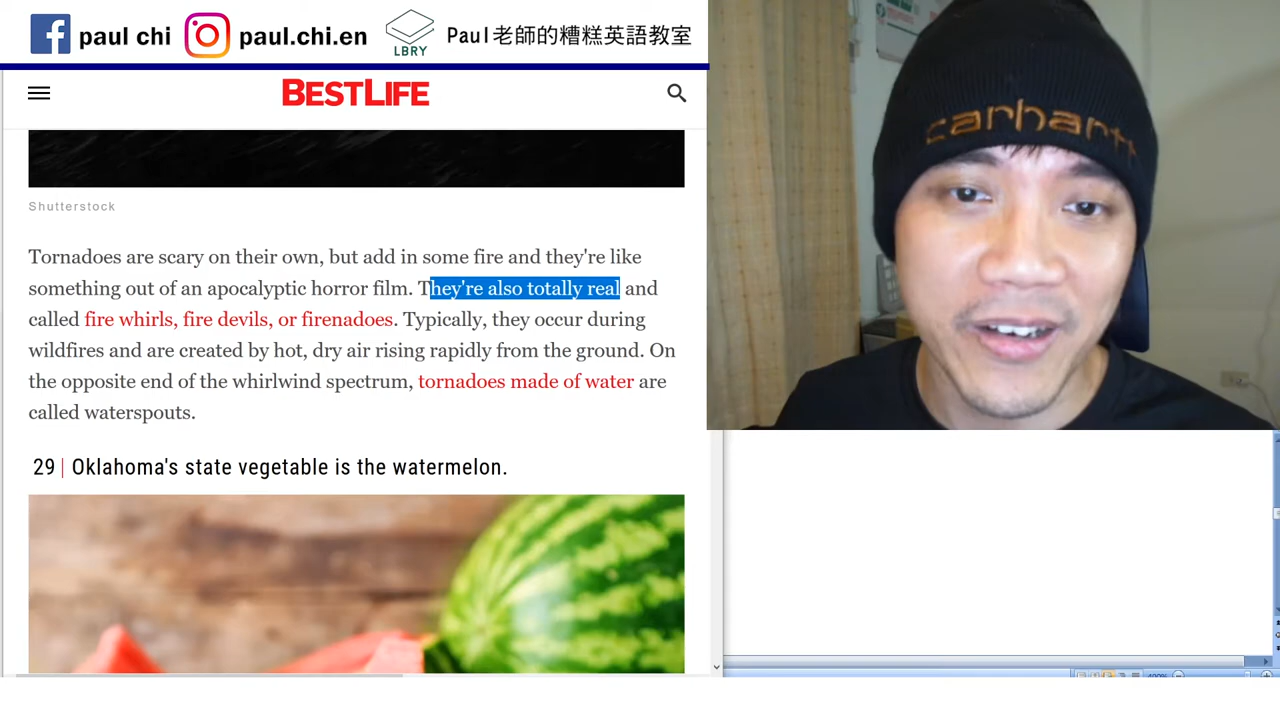 paul chi
paul.chi.en
LBRY
Paul老師的糟糕英語教室
BESTLIFE
carhartt
Shutterstock
Tornadoes are scary on their own, but add in some fire and they're like
something out of an apocalyptic horror film. They're also totally real and
called fire whirls, fire devils, or firenadoes. Typically, they occur during
wildfires and are created by hot, dry air rising rapidly from the ground. On
the opposite end of the whirlwind spectrum, tornadoes made of water are
called waterspouts.
29 | Oklahoma's state vegetable is the watermelon.